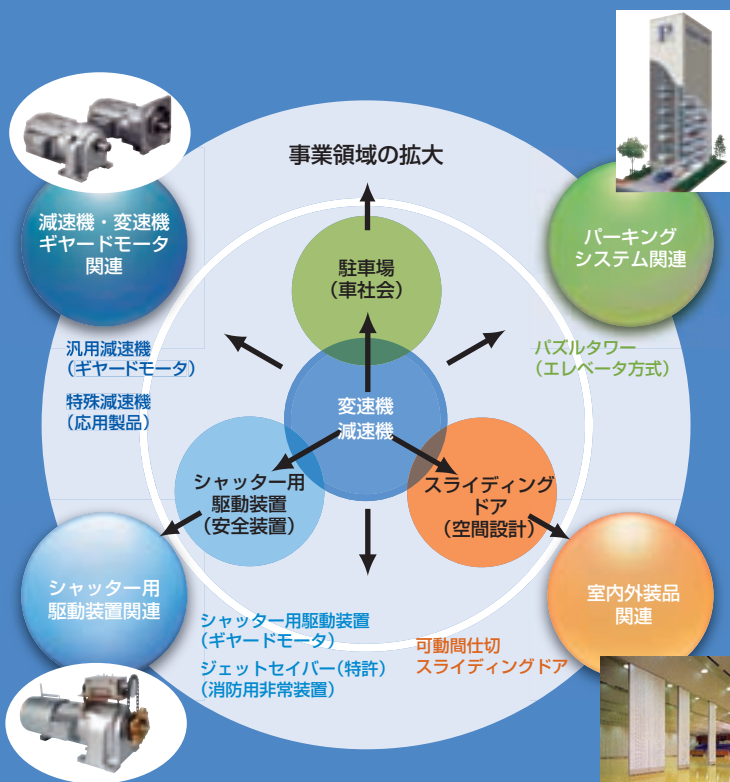 P
事業領域の拡大
減速機・変速機
ギヤードモータ
関連
パーキング
システム関連
駐車場
(車社会)
汎用減速機
(ギヤードモータ)
特殊減速機
(応用製品)
パズルタワー
(エレベータ方式)
変速機
減速機
シャッター用
駆動装置
(安全装置)
スライディング
ドア
(空間設計)
シャッター用
駆動装置関連
室内外装品
関連
シャッター用駆動装置
(ギヤードモータ)
ジェットセイバー(特許)
(消防用非常装置)
可動間仕切
スライディングドア